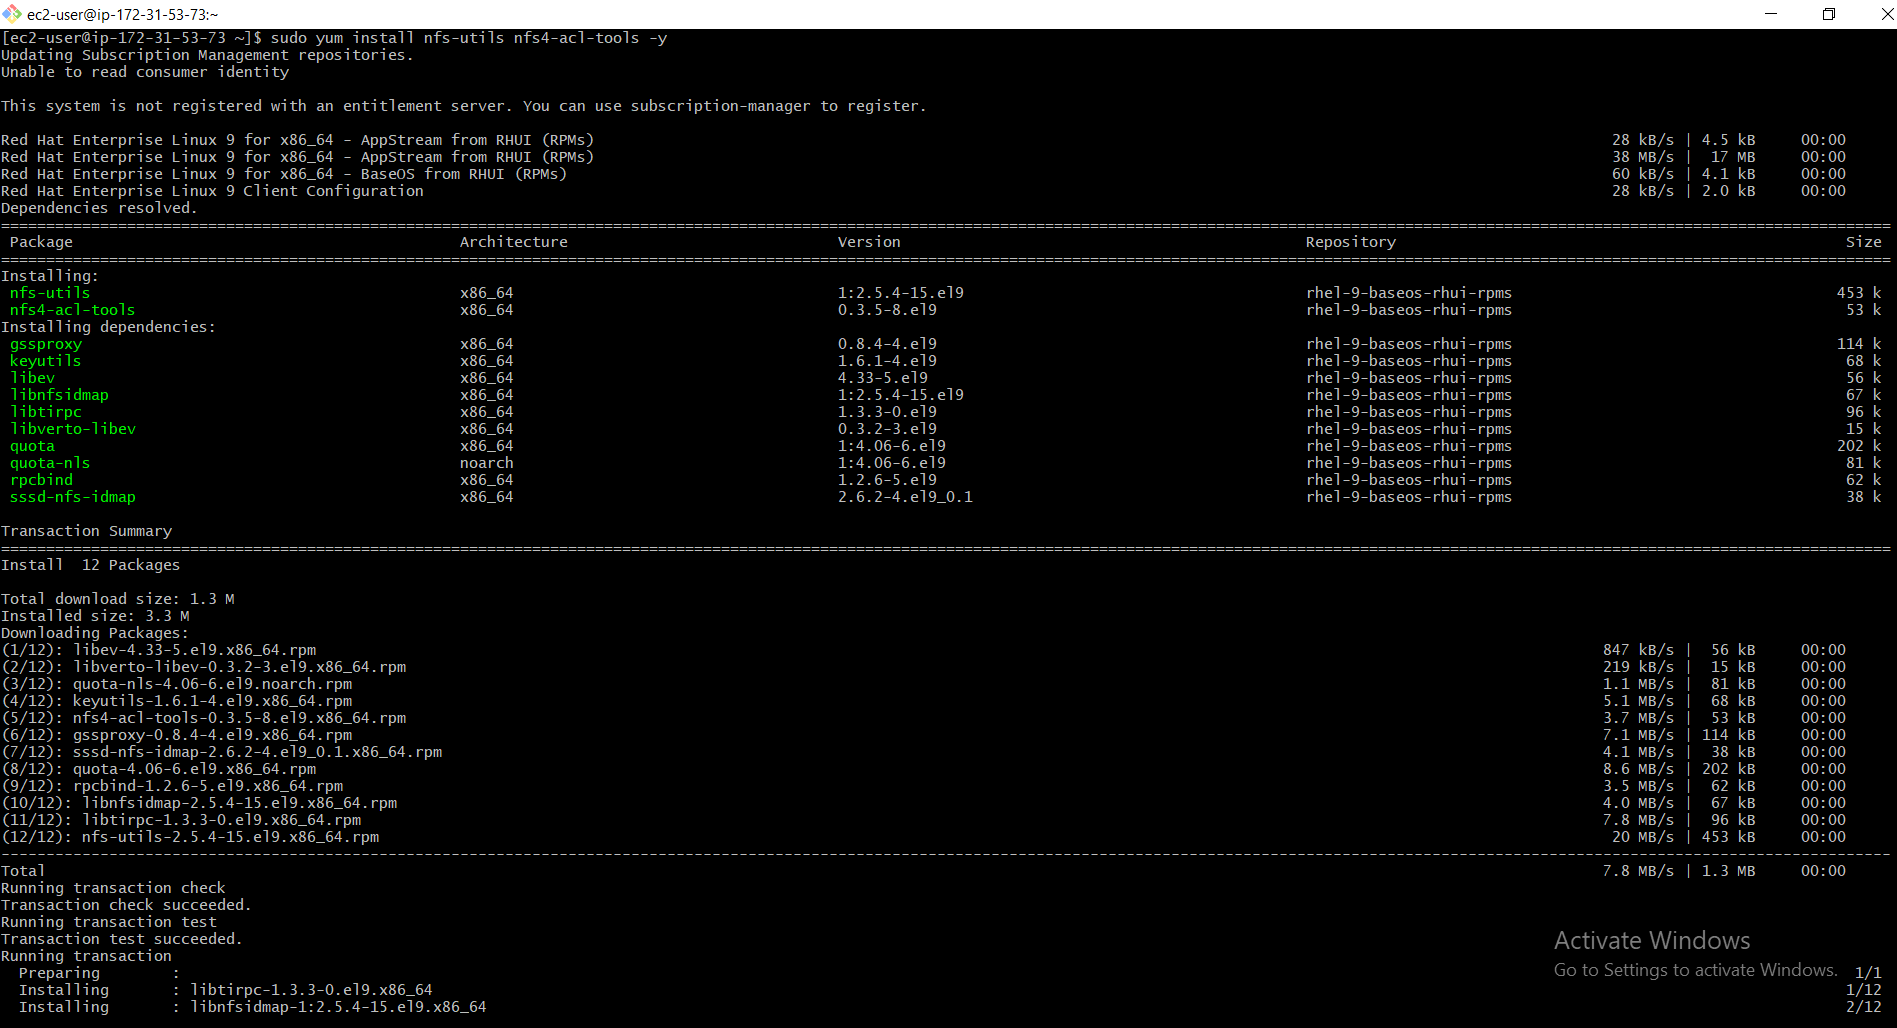 ec2-user@ip-172-31-53-73:~
[ec2-user@ip-172-31-53-73 ~]$ sudo yum install nfs-utils nfs4-acl-tools -y
Updating Subscription Management repositories.
Unable to read consumer identity
This system is not registered with an entitlement server. You can use subscription-manager to register.
Red Hat Enterprise Linux 9 for x86_64 - AppStream from RHUI (RPMs) 28 kB/s | 4.5 kB 00:00
Red Hat Enterprise Linux 9 for x86_64 - AppStream from RHUI (RPMs) 38 MB/s | 17 MB 00:00
Red Hat Enterprise Linux 9 for x86_64 - BaseOS from RHUI (RPMs) 60 kB/s | 4.1 kB 00:00
Red Hat Enterprise Linux 9 Client Configuration 28 kB/s | 2.0 kB 00:00
Dependencies resolved.
Package Architecture Version Repository Size
Installing:
nfs-utils x86_64 1:2.5.4-15.el9 rhel-9-baseos-rhui-rpms 453 k
nfs4-acl-tools x86_64 0.3.5-8.el9 rhel-9-baseos-rhui-rpms 53 k
Installing dependencies:
gssproxy x86_64 0.8.4-4.el9 rhel-9-baseos-rhui-rpms 114 k
keyutils x86_64 1.6.1-4.el9 rhel-9-baseos-rhui-rpms 68 k
libev x86_64 4.33-5.el9 rhel-9-baseos-rhui-rpms 56 k
libnfsidmap x86_64 1:2.5.4-15.el9 rhel-9-baseos-rhui-rpms 67 k
libtirpc x86_64 1.3.3-0.el9 rhel-9-baseos-rhui-rpms 96 k
libverto-libev x86_64 0.3.2-3.el9 rhel-9-baseos-rhui-rpms 15 k
quota x86_64 1:4.06-6.el9 rhel-9-baseos-rhui-rpms 202 k
quota-nls noarch 1:4.06-6.el9 rhel-9-baseos-rhui-rpms 81 k
rpcbind x86_64 1.2.6-5.el9 rhel-9-baseos-rhui-rpms 62 k
sssd-nfs-idmap x86_64 2.6.2-4.el9_0.1 rhel-9-baseos-rhui-rpms 38 k
Transaction Summary
Install 12 Packages
Total download size: 1.3 M
Installed size: 3.3 M
Downloading Packages:
(1/12): libev-4.33-5.el9.x86_64.rpm 847 kB/s | 56 kB 00:00
(2/12): libverto-libev-0.3.2-3.el9.x86_64.rpm 219 kB/s | 15 kB 00:00
(3/12): quota-nls-4.06-6.el9.noarch.rpm 1.1 MB/s | 81 kB 00:00
(4/12): keyutils-1.6.1-4.el9.x86_64.rpm 5.1 MB/s | 68 kB 00:00
(5/12): nfs4-acl-tools-0.3.5-8.el9.x86_64.rpm 3.7 MB/s | 53 kB 00:00
(6/12): gssproxy-0.8.4-4.el9.x86_64.rpm 7.1 MB/s | 114 kB 00:00
(7/12): sssd-nfs-idmap-2.6.2-4.el9_0.1.x86_64.rpm 4.1 MB/s | 38 kB 00:00
(8/12): quota-4.06-6.el9.x86_64.rpm 8.6 MB/s | 202 kB 00:00
(9/12): rpcbind-1.2.6-5.el9.x86_64.rpm 3.5 MB/s | 62 kB 00:00
(10/12): libnfsidmap-2.5.4-15.el9.x86_64.rpm 4.0 MB/s | 67 kB 00:00
(11/12): libtirpc-1.3.3-0.el9.x86_64.rpm 7.8 MB/s | 96 kB 00:00
(12/12): nfs-utils-2.5.4-15.el9.x86_64.rpm 20 MB/s | 453 kB 00:00
Total 7.8 MB/s | 1.3 MB 00:00
Running transaction check
Transaction check succeeded.
Running transaction test
Transaction test succeeded.
Running transaction
Activate Windows
Go to Settings to activate Windows.
Preparing : 1/1
Installing : libtirpc-1.3.3-0.el9.x86_64 1/12
Installing : libnfsidmap-1:2.5.4-15.el9.x86_64 2/12